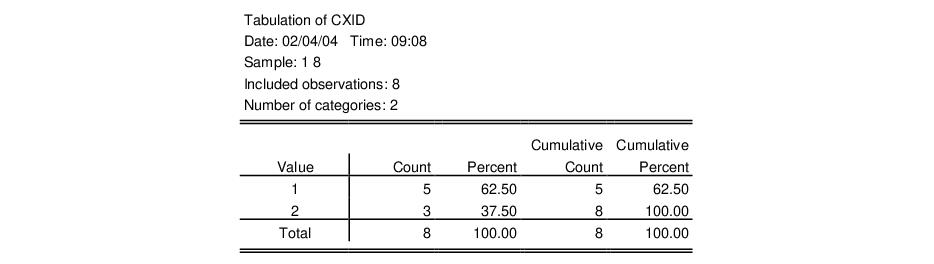 Tabulation of CXID
Date: 02/04/04 Time: 09:08
Sample: 1 8
Included observations: 8
Number of categories: 2
Cumulative Cumulative
Value Count Percent Count Percent
1 5 62.50 5 62.50
2 3 37.50 8 100.00
Total 8 100.00 8 100.00